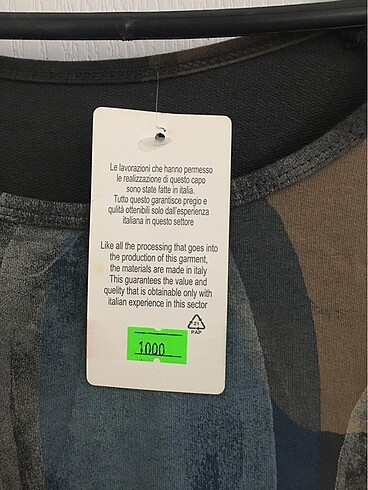 Le lavorazioni che hanno permesso
le realizzazione di questo capo
sono state fatte in italia.
Tutto questo garantisce pregio e
qulità ottenibili solo dall'esperienza
italiana in questo settore
Like all the processing that goes into
the production of this garment,
the materials are made in italy
This guarantees the value and
quelity that is obtainable only with
italian experience in this sector
PAP
1000